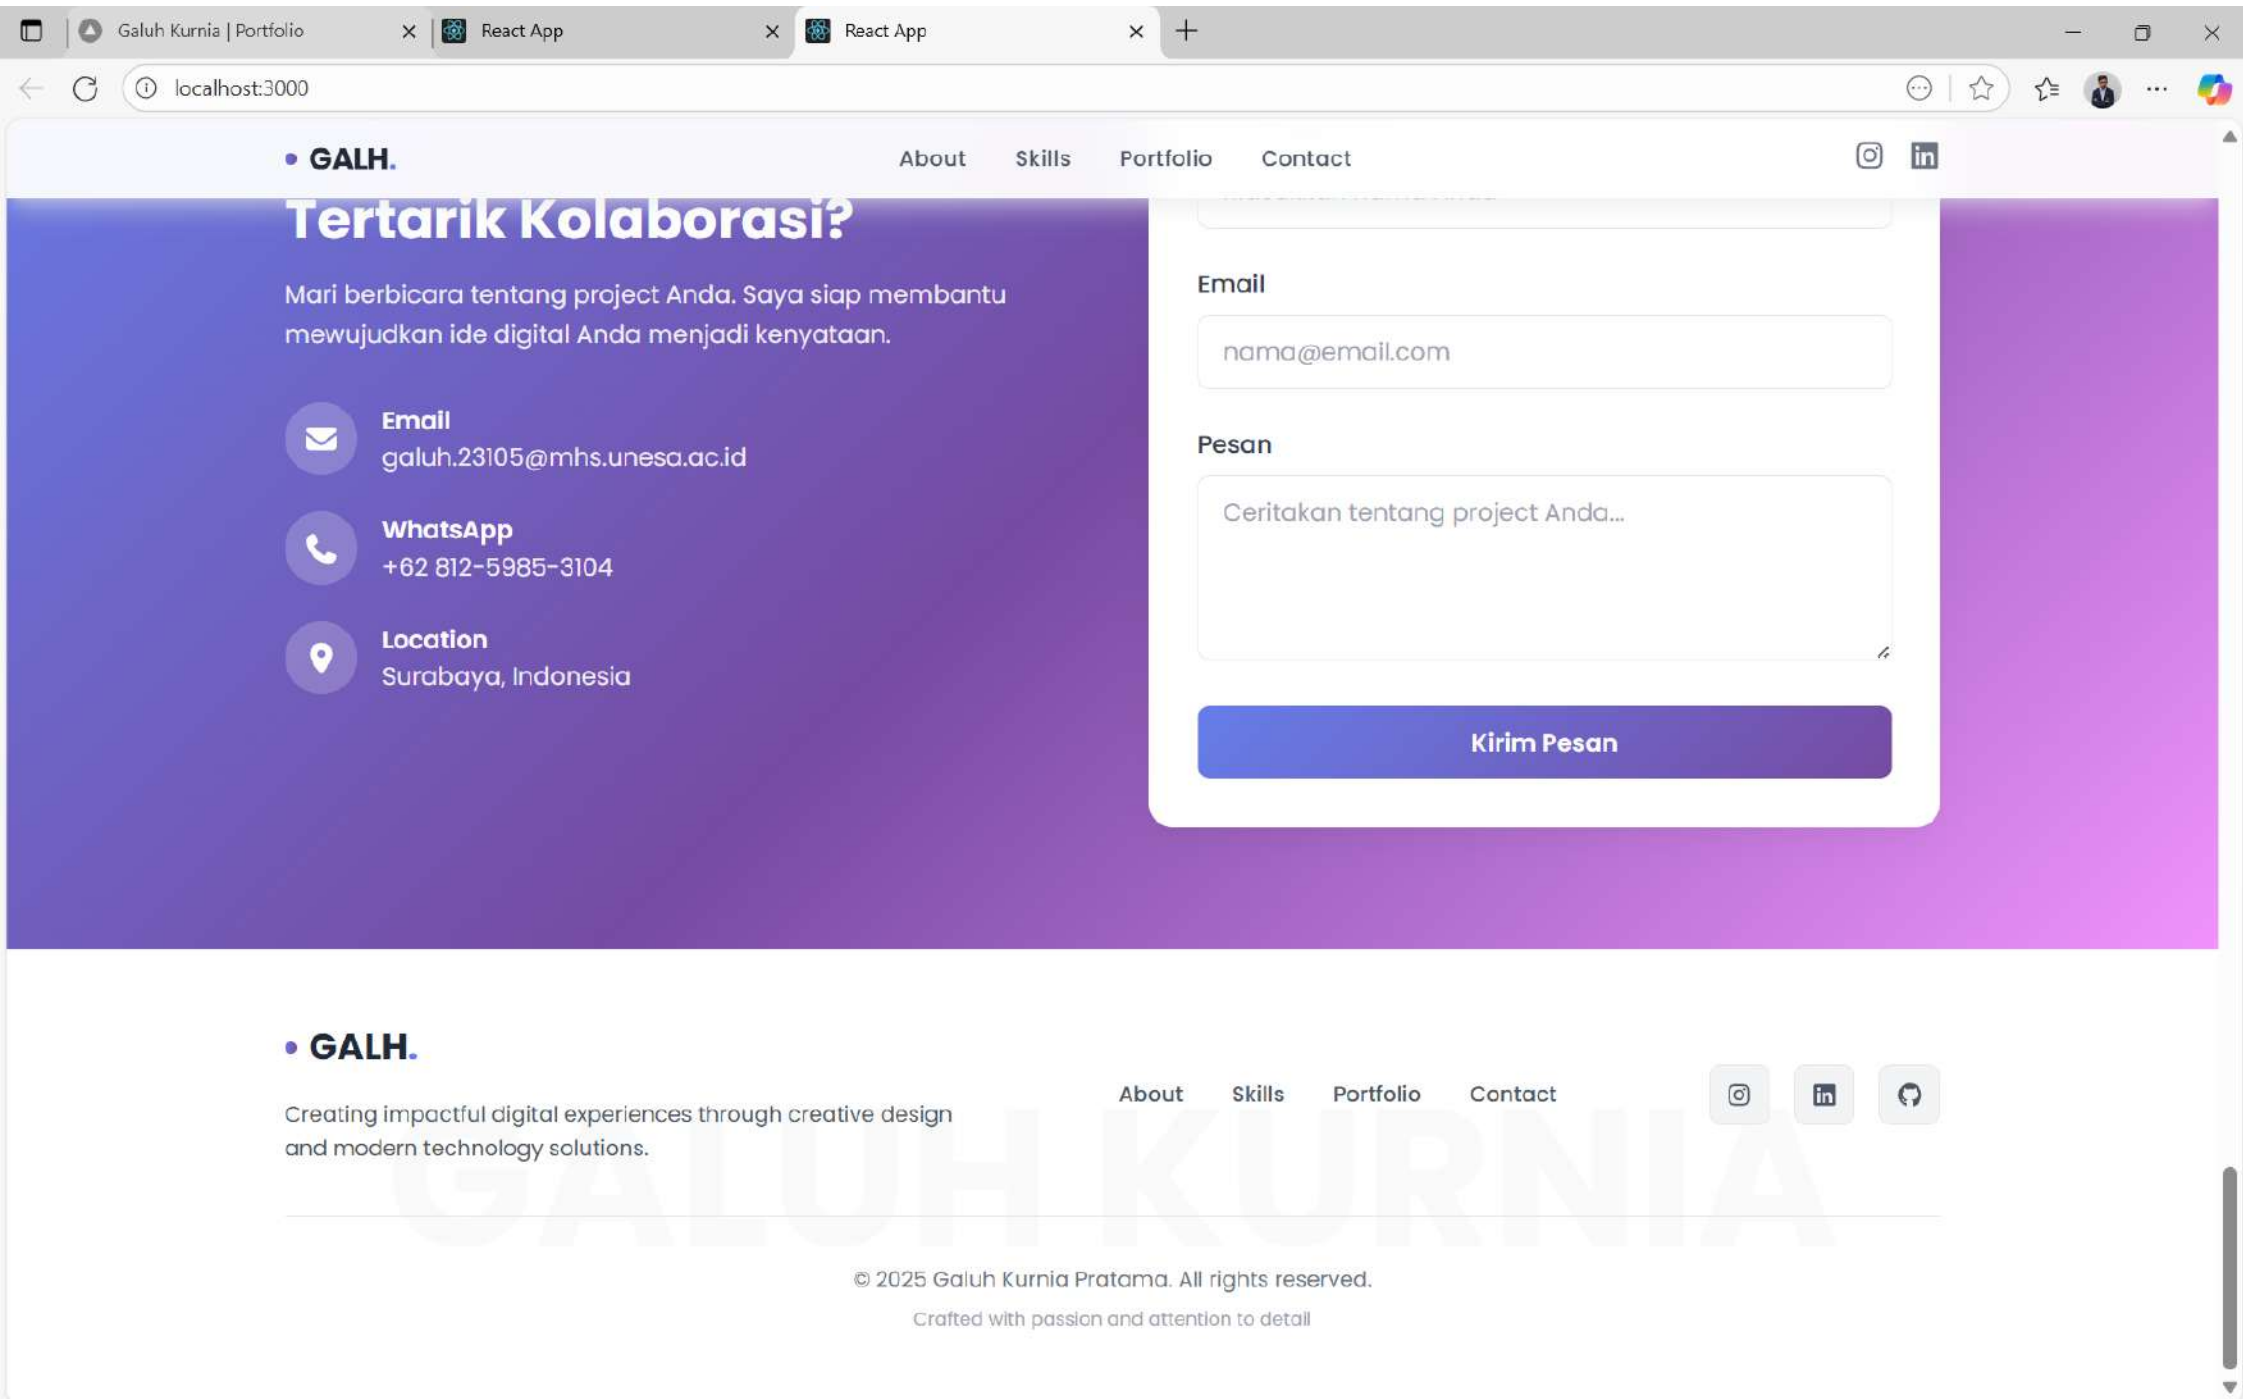 Galuh Kurnia | Portfolio
React App
React App
localhost:3000
GALH.
About
Skills
Portfolio
Contact
Tertarik Kolaborasi?
Mari berbicara tentang project Anda. Saya siap membantu
mewujudkan ide digital Anda menjadi kenyataan.
Email
galuh.23105@mhs.unesa.ac.id
WhatsApp
+62 812-5985-3104
Location
Surabaya, Indonesia
Email
nama@email.com
Pesan
Ceritakan tentang project Anda...
Kirim Pesan
GALH.
Creating impactful digital experiences through creative design
and modern technology solutions.
About
Skills
Portfolio
Contact
GALUH KURNIA
© 2025 Galuh Kurnia Pratama. All rights reserved.
Crafted with passion and attention to detail